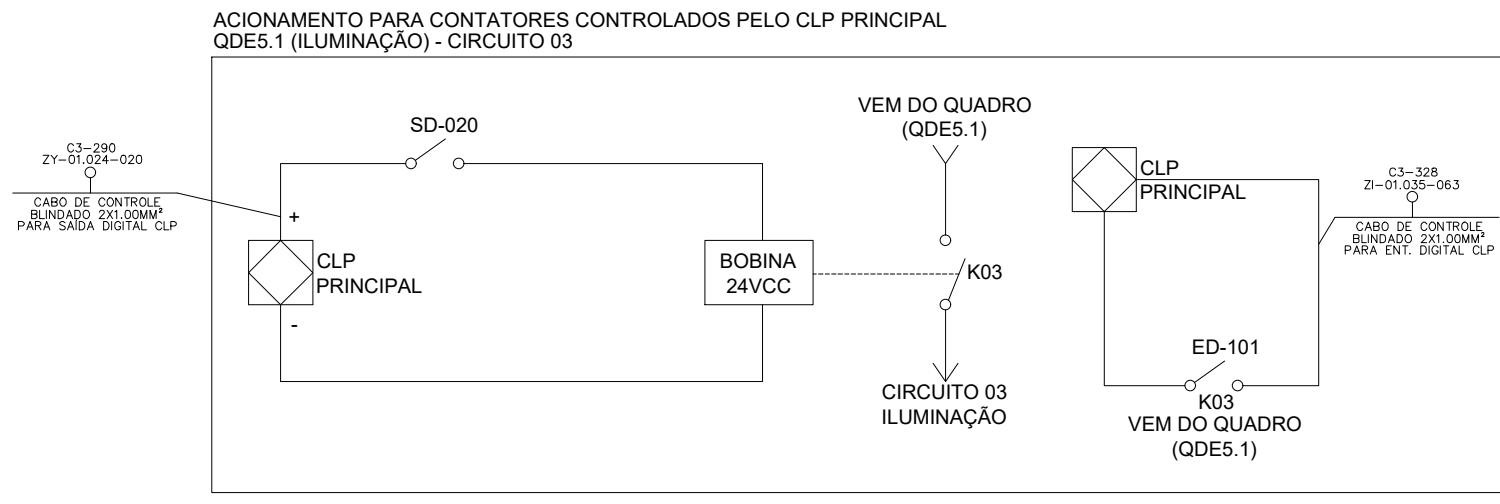 ACIONAMENTO PARA CONTATORES CONTROLADOS PELO CLP PRINCIPAL
QDE5.1 (ILUMINAÇÃO) - CIRCUITO 03
C3-290
ZY-01.024-020
CABO DE CONTROLE
BLINDADO 2X1.00MM²
PARA SAÍDA DIGITAL CLP
SD-020
+
CLP
PRINCIPAL
-
BOBINA
24VCC
VEM DO QUADRO
(QDE5.1)
K03
CIRCUITO 03
ILUMINAÇÃO
CLP
PRINCIPAL
ED-101
K03
VEM DO QUADRO
(QDE5.1)
C3-328
ZI-01.035-063
CABO DE CONTROLE
BLINDADO 2X1.00MM²
PARA ENT. DIGITAL CLP